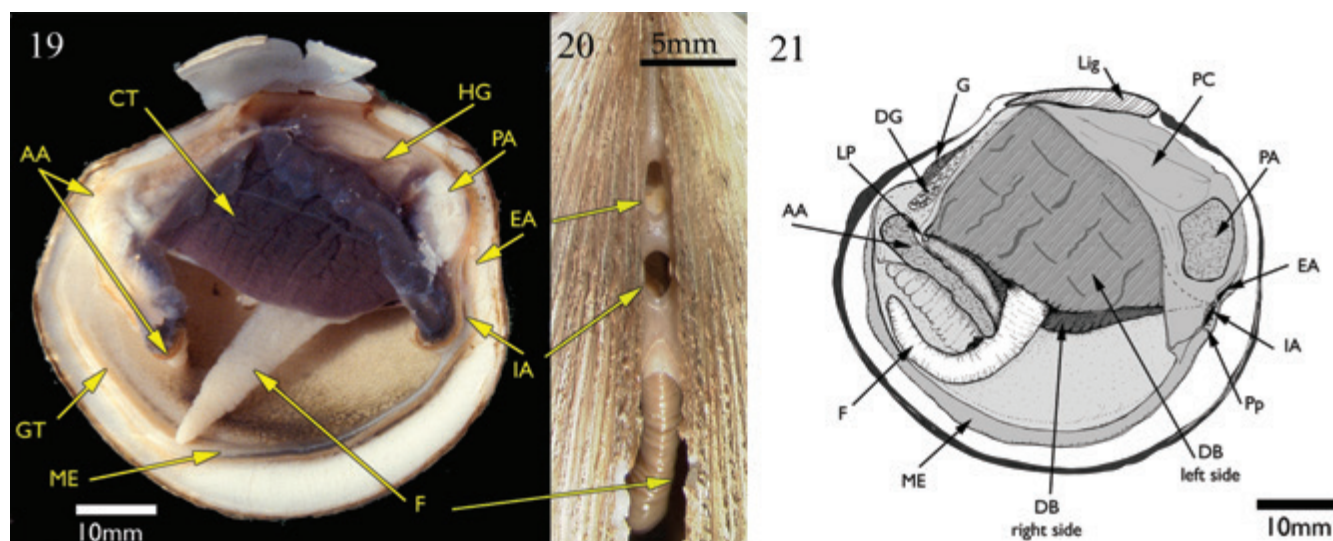 19
CT
HG
AA
PA
EA
IA
GT
ME
F
10mm
20
5mm
21
Lig
PC
G
DG
LP
PA
AA
EA
IA
F
Pp
ME
DB
left side
DB
right side
10mm